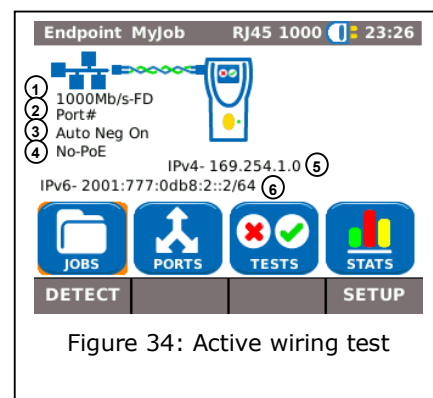 Endpoint MyJob RJ45 1000 23:26
1 1000Mb/s-FD
2 Port#
3 Auto Neg On
4 No-PoE
IPv4- 169.254.1.0 5
IPv6- 2001:777:0db8:2::2/64 6
JOBS PORTS TESTS STATS
DETECT SETUP
Figure 34: Active wiring test